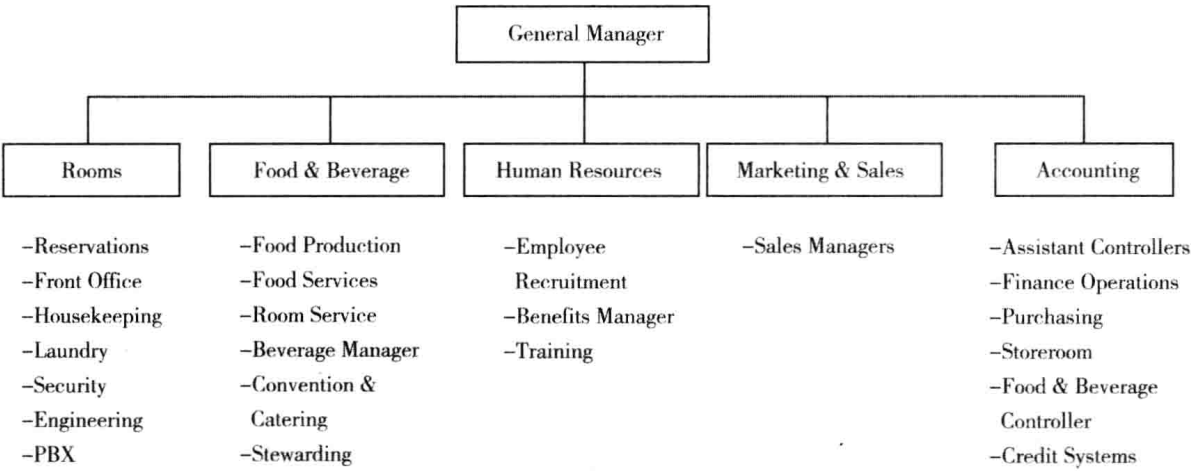 General Manager
Rooms
Food & Beverage
Human Resources
Marketing & Sales
Accounting
–Reservations
–Front Office
–Housekeeping
–Laundry
–Security
–Engineering
–PBX
–Food Production
–Food Services
–Room Service
–Beverage Manager
–Convention &
Catering
–Stewarding
–Employee
Recruitment
–Benefits Manager
–Training
–Sales Managers
–Assistant Controllers
–Finance Operations
–Purchasing
–Storeroom
–Food & Beverage
Controller
–Credit Systems